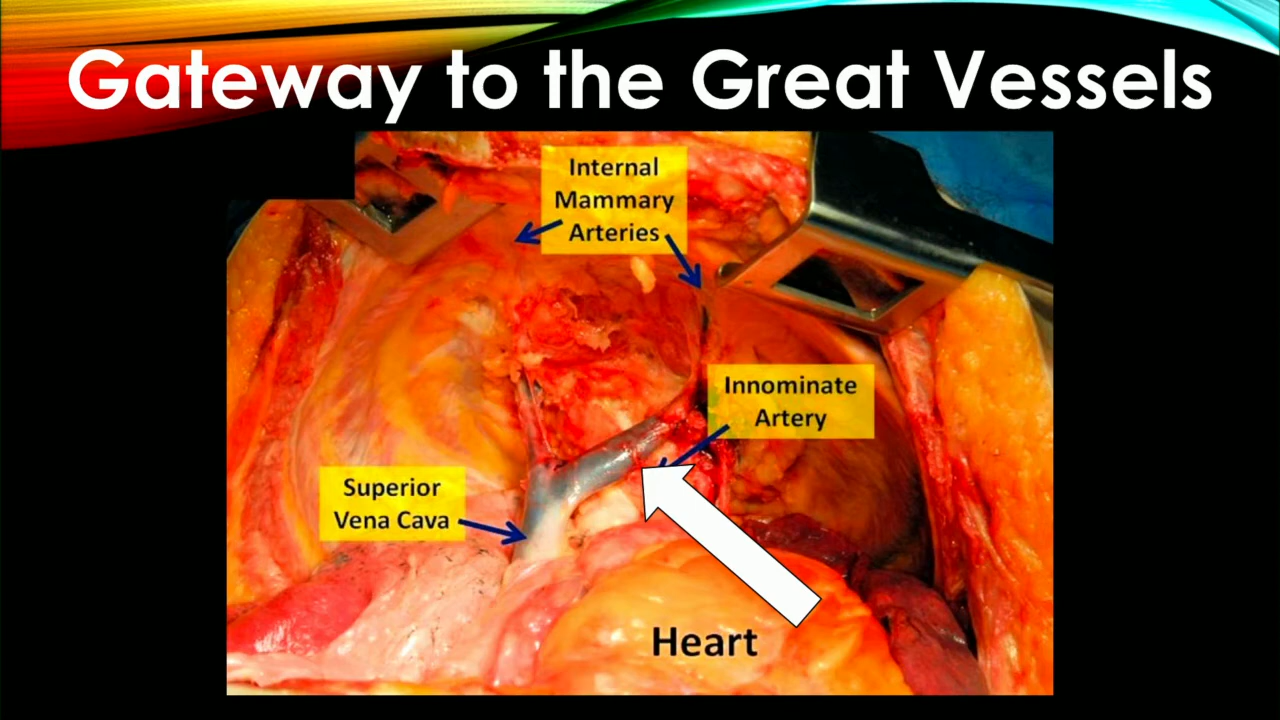 Gateway to the Great Vessels
Internal
Mammary
Arteries
Innominate
Artery
Superior
Vena Cava
Heart